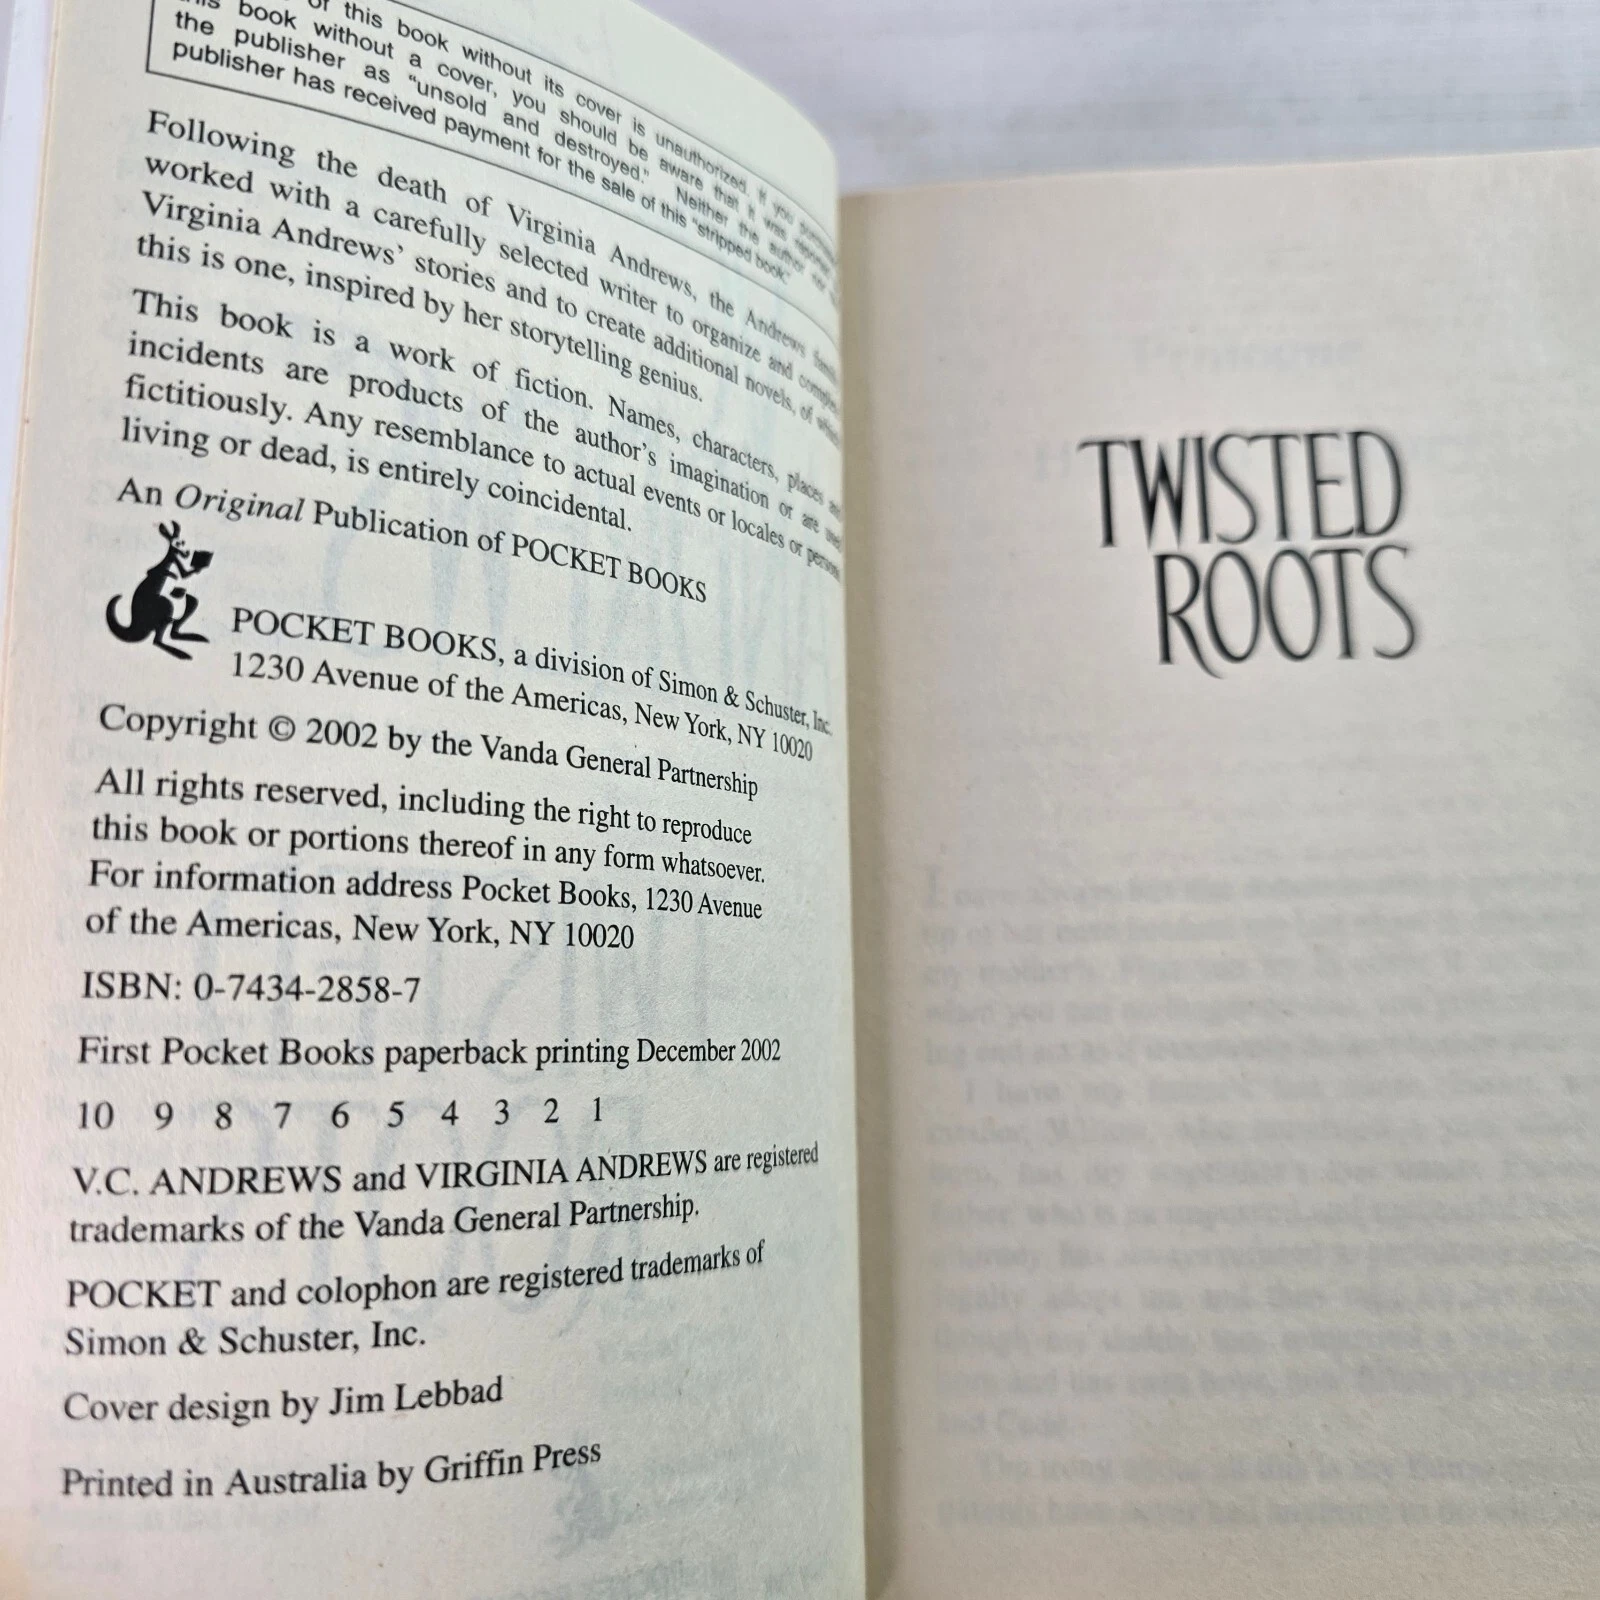 of this book without its cover is unauthorized. If you
this book without a cover, you should be aware that it was
the publisher as "unsold and destroyed." Neither the author nor
publisher has received payment for the sale of this "stripped book."
Following the death of Virginia Andrews, the Andrews family
worked with a carefully selected writer to organize and complete
Virginia Andrews' stories and to create additional novels, of which
this is one, inspired by her storytelling genius.
This book is a work of fiction. Names, characters, places and
incidents are products of the author's imagination or are used
fictitiously. Any resemblance to actual events or locales or persons
living or dead, is entirely coincidental.
An Original Publication of POCKET BOOKS
POCKET BOOKS, a division of Simon & Schuster, Inc.
1230 Avenue of the Americas, New York, NY 10020
Copyright © 2002 by the Vanda General Partnership
All rights reserved, including the right to reproduce
this book or portions thereof in any form whatsoever.
For information address Pocket Books, 1230 Avenue
of the Americas, New York, NY 10020
ISBN: 0-7434-2858-7
First Pocket Books paperback printing December 2002
10 9 8 7 6 5 4 3 2 1
V.C. ANDREWS and VIRGINIA ANDREWS are registered
trademarks of the Vanda General Partnership.
POCKET and colophon are registered trademarks of
Simon & Schuster, Inc.
Cover design by Jim Lebbad
Printed in Australia by Griffin Press
TWISTED
ROOTS